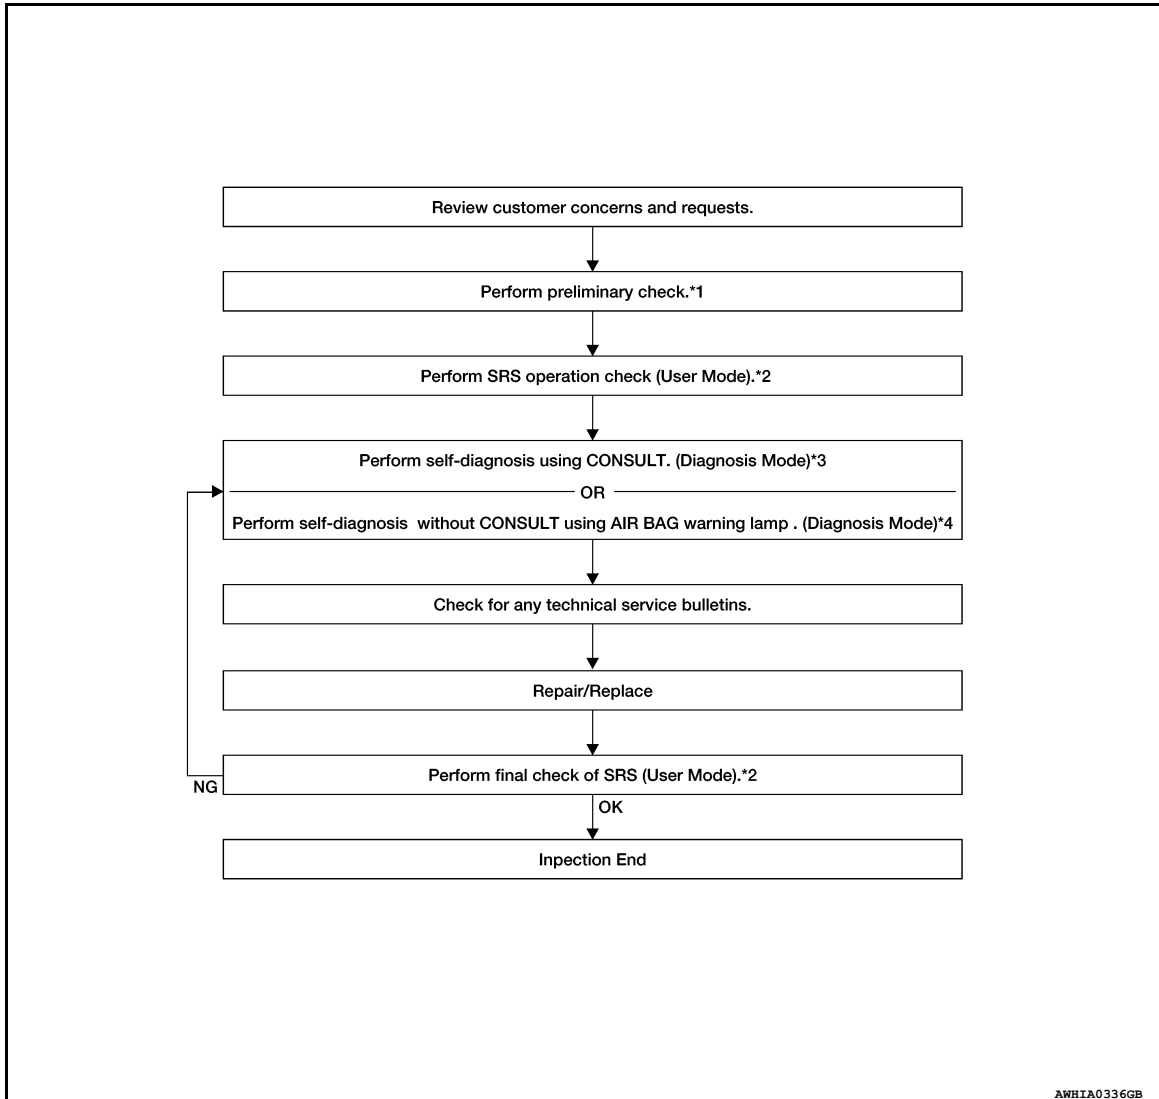 Review customer concerns and requests.
Perform preliminary check.*1
Perform SRS operation check (User Mode).*2
Perform self-diagnosis using CONSULT. (Diagnosis Mode)*3
OR
Perform self-diagnosis  without CONSULT using AIR BAG warning lamp . (Diagnosis Mode)*4
Check for any technical service bulletins.
Repair/Replace
Perform final check of SRS (User Mode).*2
NG
OK
Inpection End
AWHIA0336GB